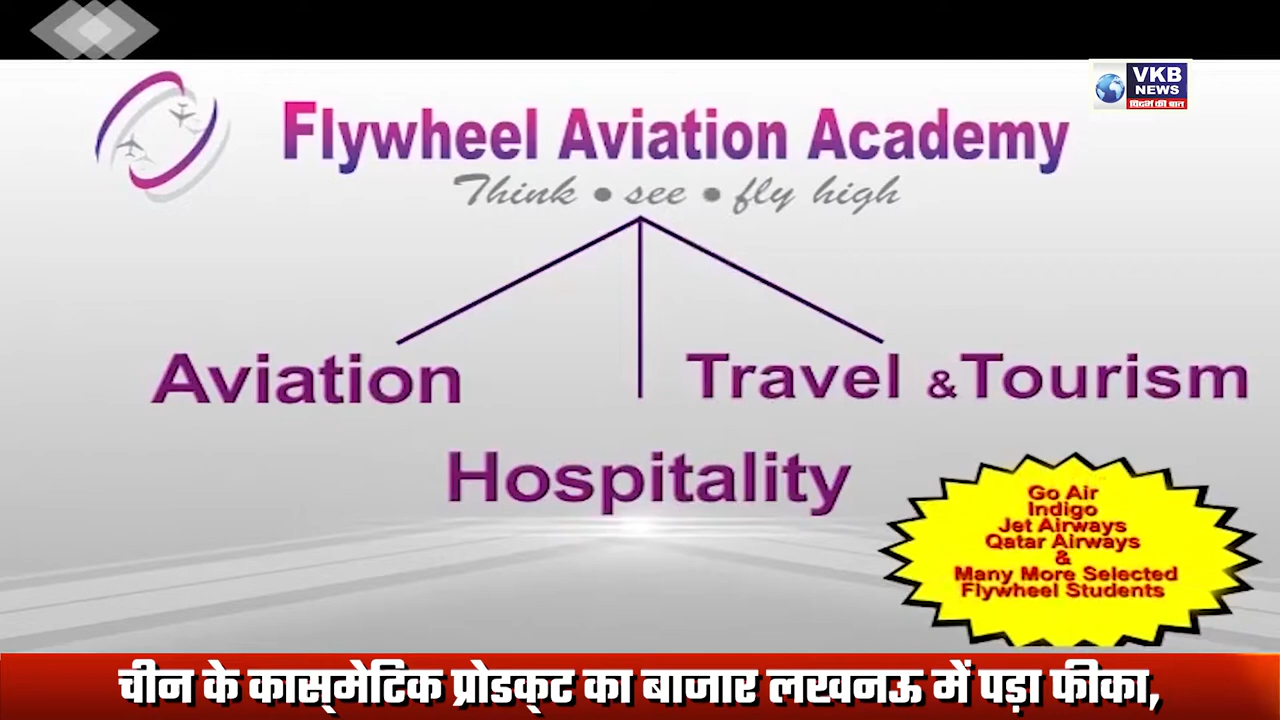 VKB
NEWS
विदर्भ की बात
Flywheel Aviation Academy
Think • see • fly high
Aviation
Travel & Tourism
Hospitality
Go Air
Indigo
Jet Airways
Qatar Airways
&
Many More Selected
Flywheel Students
चीन के कास्मेटिक प्रोडक्ट का बाजार लखनऊ में पड़ा फीका,